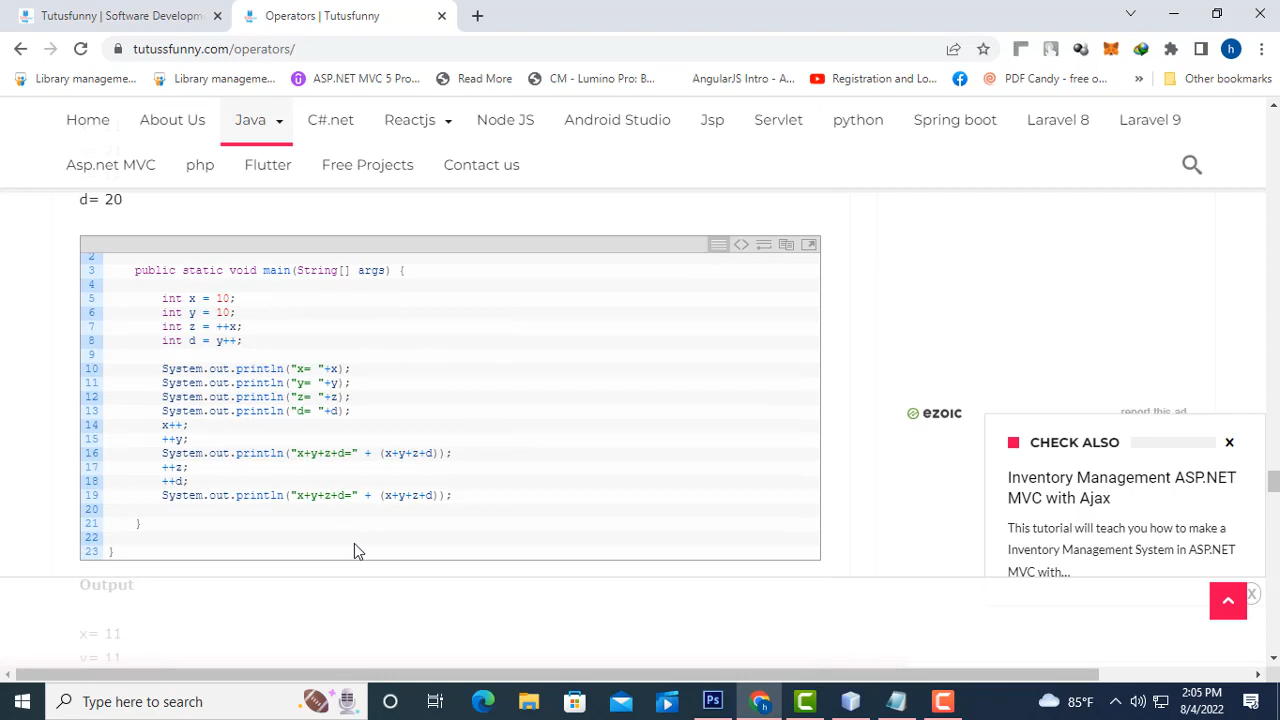 Tutusfunny | Software Developm
Operators | Tutusfunny
tutussfunny.com/operators/
h
Library manageme...
Library manageme...
ASP.NET MVC 5 Pro...
Read More
CM - Lumino Pro: B...
AngularJS Intro - A...
Registration and Lo...
PDF Candy - free o...
»
Other bookmarks
Home
About Us
Java
C#.net
Reactjs
Node JS
Android Studio
Jsp
Servlet
python
Spring boot
Laravel 8
Laravel 9
Asp.net MVC
php
Flutter
Free Projects
Contact us
d= 20
2
3 public static void main(String[] args) {
4
5 int x = 10;
6 int y = 10;
7 int z = ++x;
8 int d = y++;
9
10 System.out.println("x= "+x);
11 System.out.println("y= "+y);
12 System.out.println("z= "+z);
13 System.out.println("d= "+d);
14 x++;
15 ++y;
16 System.out.println("x+y+z+d=" + (x+y+z+d));
17 ++z;
18 ++d;
19 System.out.println("x+y+z+d=" + (x+y+z+d));
20
21 }
22
23 }
Output
x= 11
y= 11
ezoic
report this ad
CHECK ALSO
Inventory Management ASP.NET
MVC with Ajax
This tutorial will teach you how to make a
Inventory Management System in ASP.NET
MVC with...
X
Type here to search
85°F
2:05 PM
8/4/2022